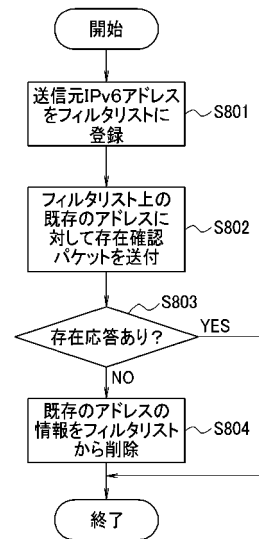 開始
送信元IPv6アドレス
をフィルタリストに
登録
S801
フィルタリスト上の
既存のアドレスに
対して存在確認
パケットを送付
S802
S803
存在応答あり？
YES
NO
既存のアドレスの
情報をフィルタリスト
から削除
S804
終了